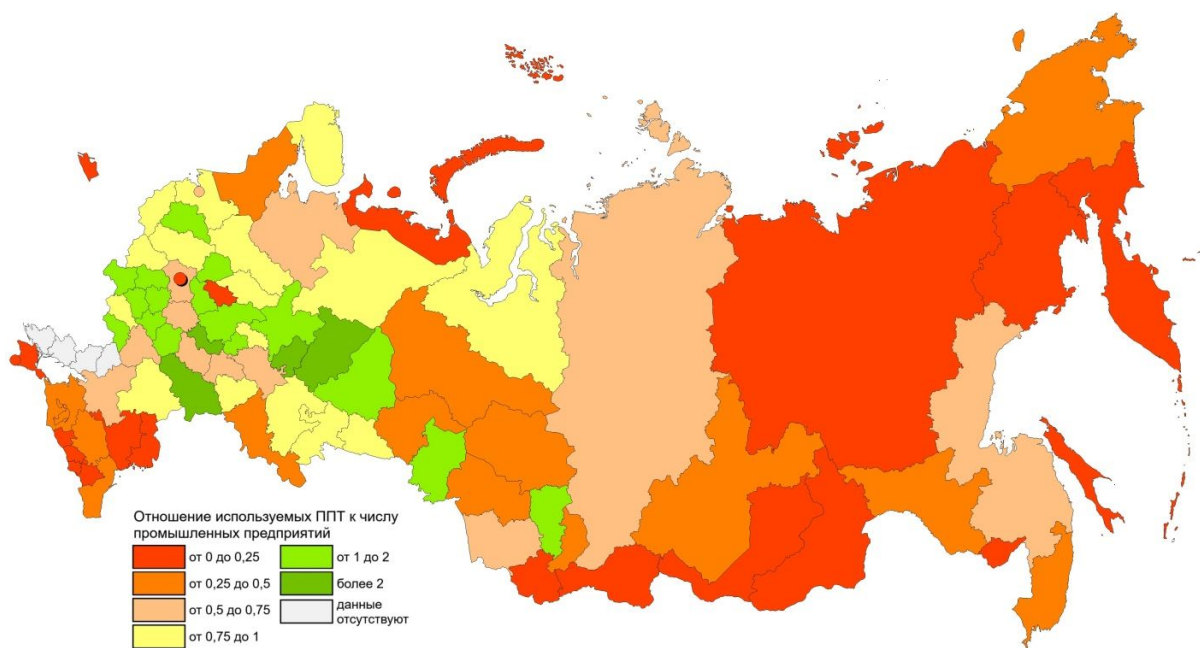 Отношение используемых ППТ к числу
промышленных предприятий
от 0 до 0,25
от 0,25 до 0,5
от 0,5 до 0,75
от 0,75 до 1
от 1 до 2
более 2
данные
отсутствуют